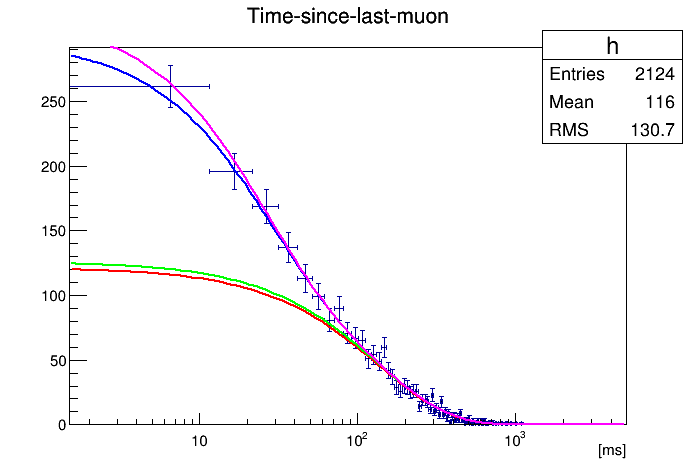 Time-since-last-muon
h
Entries 2124
Mean 116
RMS 130.7
250
200
150
100
50
0
10 10² 10³
[ms]